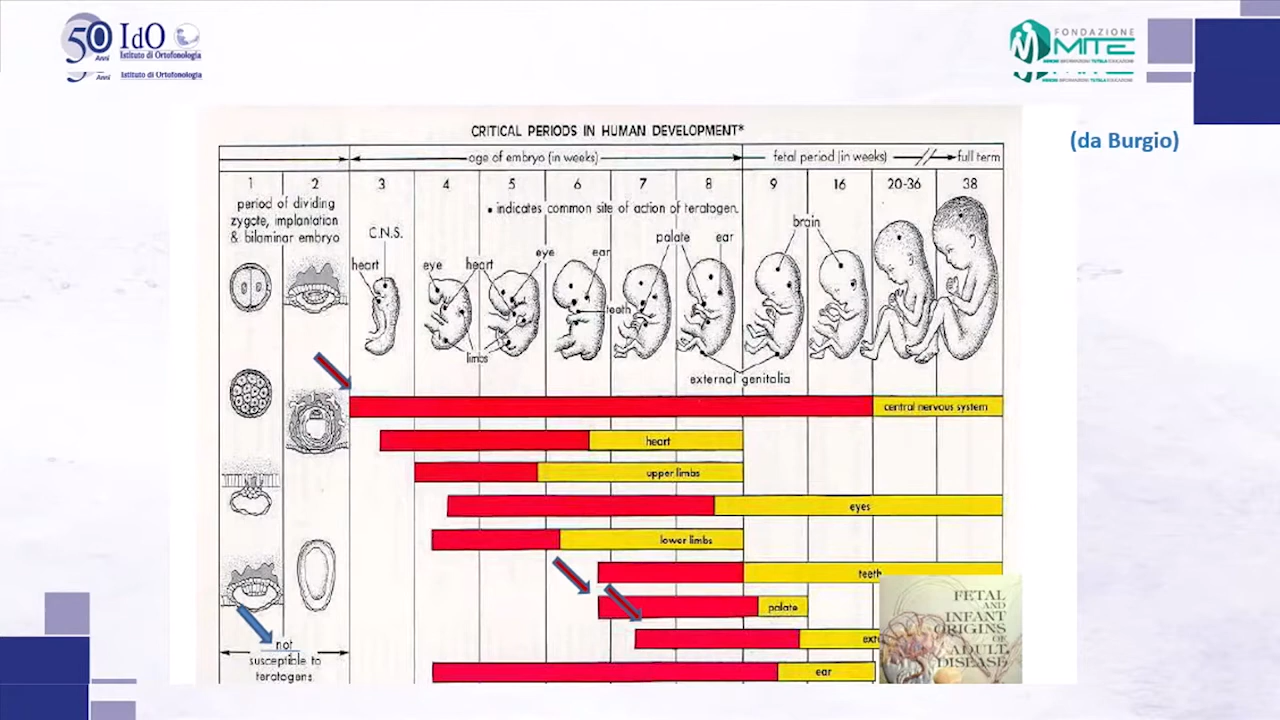 50 IdO
Anni Istituto di Ortofonologia
Anni Istituto di Ortofonologia
FONDAZIONE
MITE
(da Burgio)
CRITICAL PERIODS IN HUMAN DEVELOPMENT*
age of embryo (in weeks)
fetal period (in weeks)
full term
1 2 3 4 5 6 7 8 9 16 20-36 38
period of dividing
zygote, implantation
& bilaminar embryo
• indicates common site of action of teratogen.
C.N.S.
heart
eye
heart
eye
ear
palate
ear
brain
teeth
limbs
external genitalia
central nervous system
heart
upper limbs
eyes
lower limbs
teeth
palate
ext
ear
not
susceptible to
teratogens
FETAL
AND
INFANT
ORIGINS
OF
ADULT
DISEASE